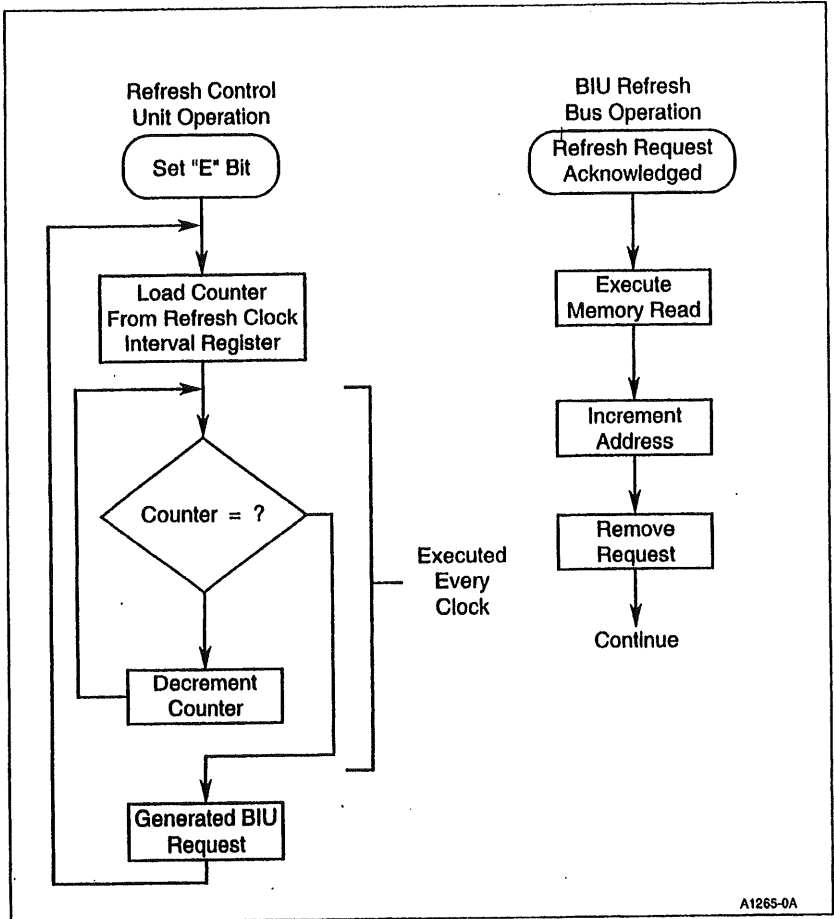 Refresh Control
Unit Operation
Set "E" Bit
Load Counter
From Refresh Clock
Interval Register
Counter = ?
Executed
Every
Clock
Decrement
Counter
Generated BIU
Request
BIU Refresh
Bus Operation
Refresh Request
Acknowledged
Execute
Memory Read
Increment
Address
Remove
Request
Continue
A1265-0A